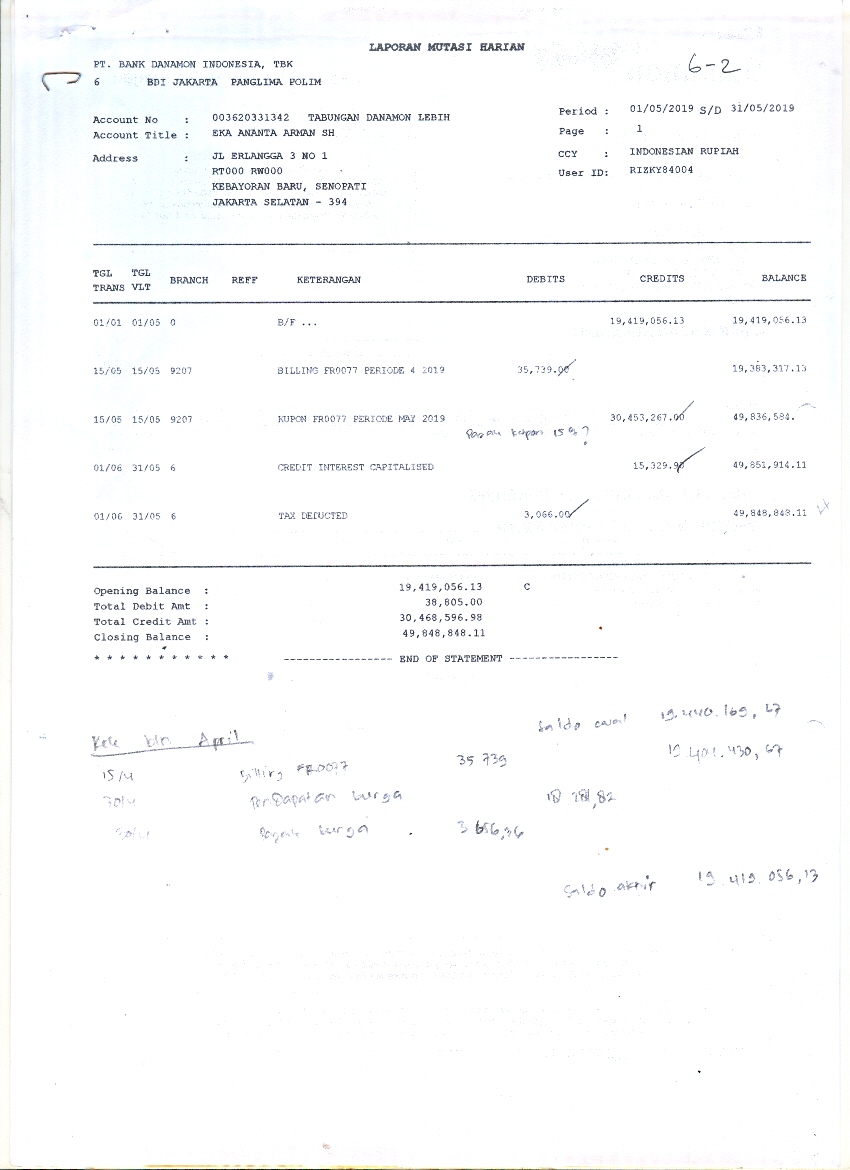 LAPORAN MUTASI HARIAN
PT. BANK DANAMON INDONESIA, TBK
6-2
6 BDI JAKARTA PANGLIMA POLIM
Account No : 003620331342 TABUNGAN DANAMON LEBIH
Account Title : EKA ANANTA ARMAN SH
Address : JL ERLANGGA 3 NO 1
RT000 RW000
KEBAYORAN BARU, SENOPATI
JAKARTA SELATAN - 394
Period : 01/05/2019 S/D 31/05/2019
Page : 1
CCY : INDONESIAN RUPIAH
User ID: RIZKY84004
TGL TRANS TGL VLT BRANCH REFF KETERANGAN DEBITS CREDITS BALANCE
01/01 01/05 0 B/F ... 19,419,056.13 19,419,056.13
15/05 15/05 9207 BILLING FR0077 PERIODE 4 2019 35,739.00 19,383,317.13
15/05 15/05 9207 KUPON FR0077 PERIODE MAY 2019 30,453,267.00 49,836,584.
kupon 15%?
01/06 31/05 6 CREDIT INTEREST CAPITALISED 15,329.98 49,851,914.11
01/06 31/05 6 TAX DEDUCTED 3,066.00 49,848,848.11
Opening Balance : 19,419,056.13 C
Total Debit Amt : 38,805.00
Total Credit Amt : 30,468,596.98
Closing Balance : 49,848,848.11
* * * * * * * * * * * ----------------- END OF STATEMENT -----------------
Saldo awal 19.440.169,67
bln April
15/4 Billing FR0077 35 739 19 404.430,67
30/4 Pendapatan bunga 18 281,82
30/4 Pajak bunga 3 656,36
Saldo akhir 19.419.056,13